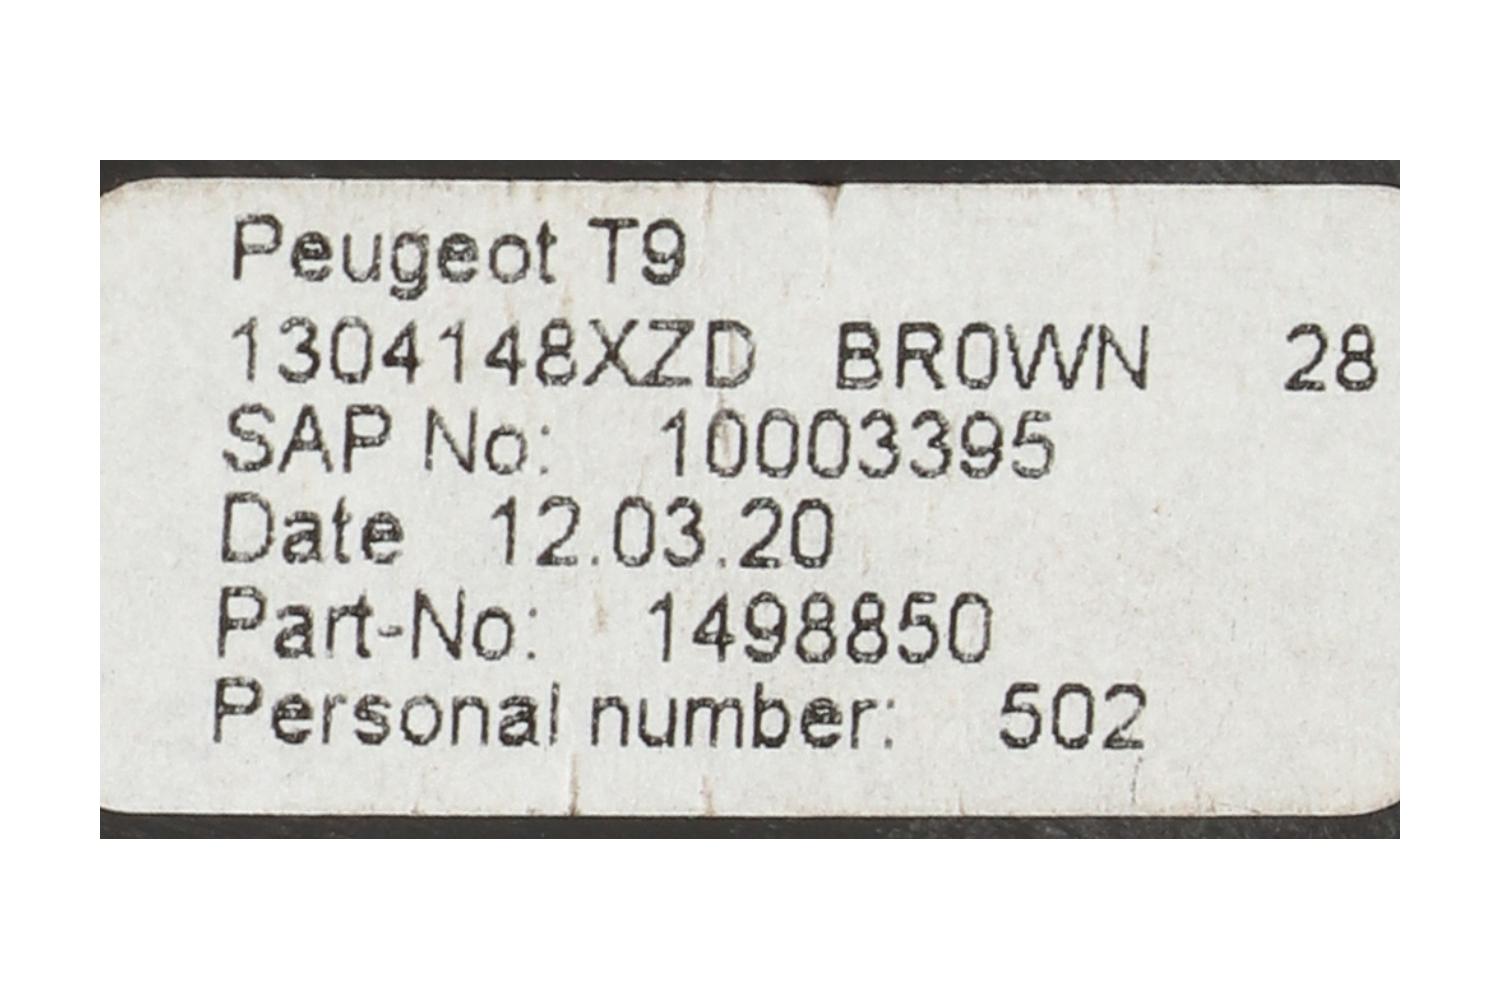 Peugeot T9
1304148XZD BR0WN 28
SAP No: 10003395
Date 12.03.20
Part-No: 1498850
Personal number: 502